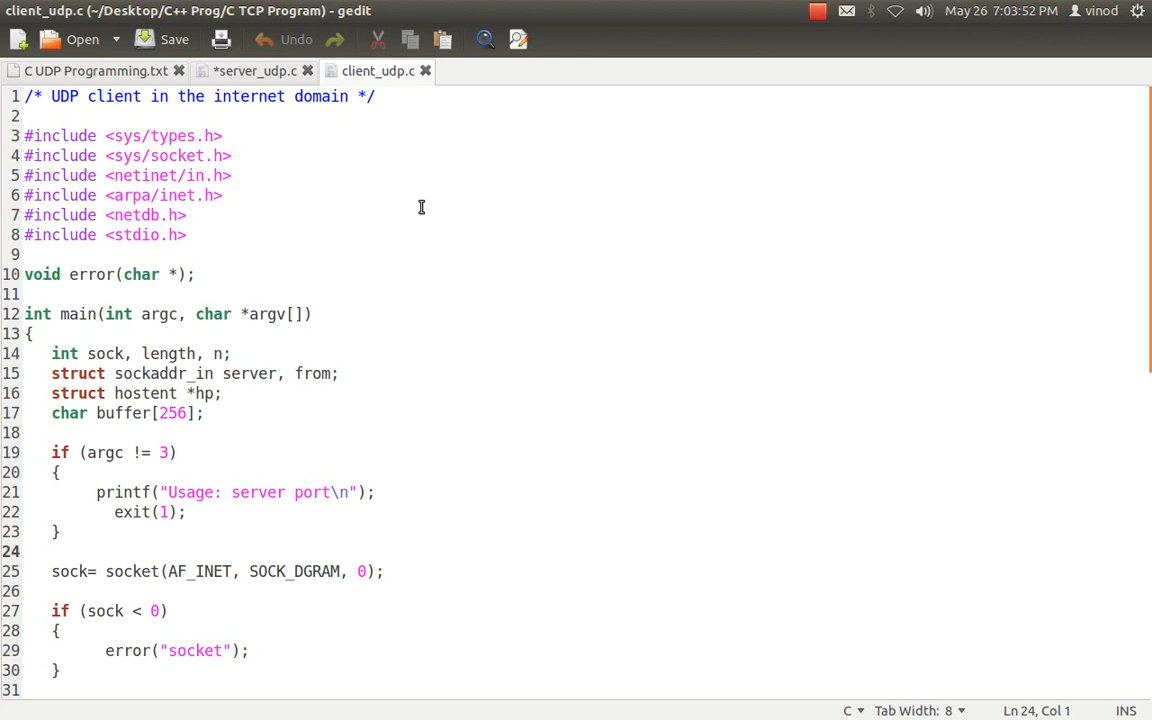 client_udp.c (~/Desktop/C++ Prog/C TCP Program) - gedit
May 26 7:03:52 PM vinod
Open Save Undo
C UDP Programming.txt *server_udp.c client_udp.c
1 /* UDP client in the internet domain */
2
3 #include <sys/types.h>
4 #include <sys/socket.h>
5 #include <netinet/in.h>
6 #include <arpa/inet.h>
7 #include <netdb.h>
8 #include <stdio.h>
9
10 void error(char *);
11
12 int main(int argc, char *argv[])
13 {
14 int sock, length, n;
15 struct sockaddr_in server, from;
16 struct hostent *hp;
17 char buffer[256];
18
19 if (argc != 3)
20 {
21 printf("Usage: server port\n");
22 exit(1);
23 }
24
25 sock= socket(AF_INET, SOCK_DGRAM, 0);
26
27 if (sock < 0)
28 {
29 error("socket");
30 }
31
C Tab Width: 8 Ln 24, Col 1 INS